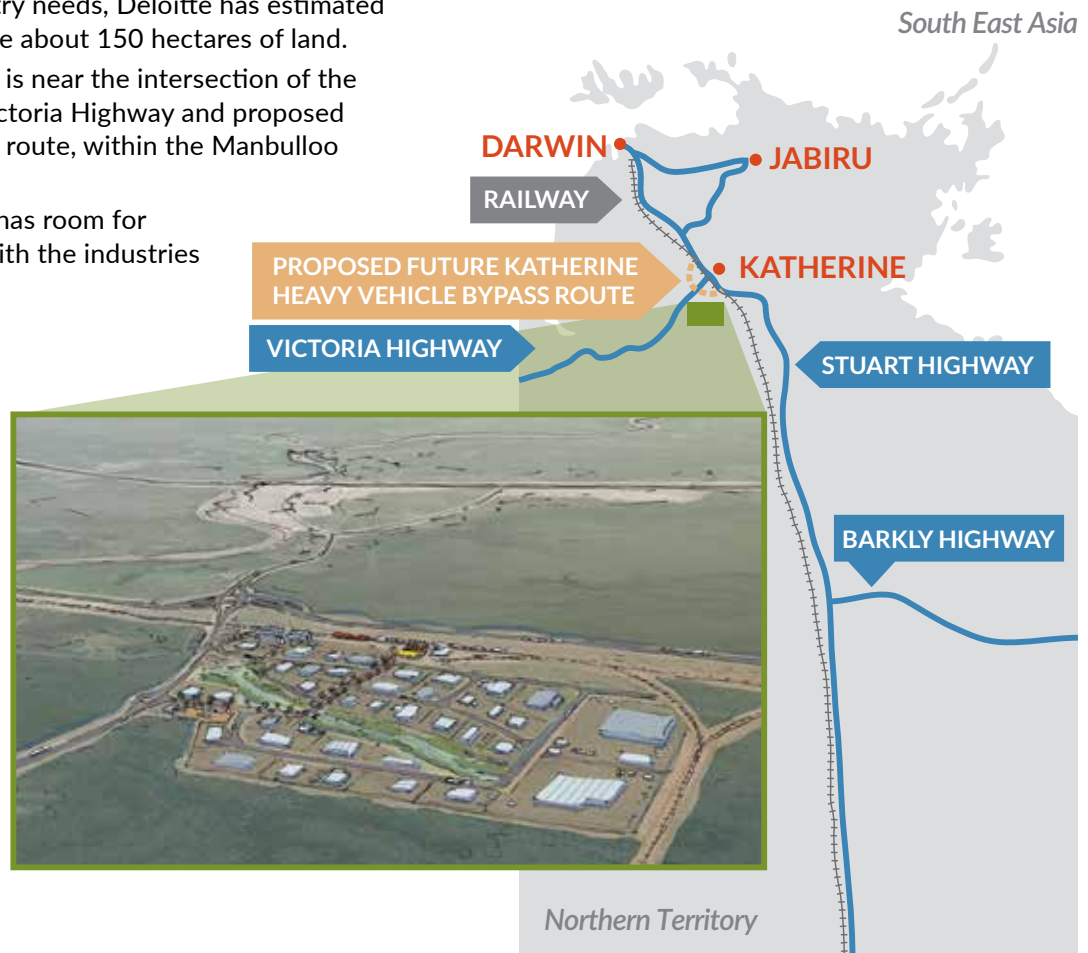 try needs, Deloitte has estimated
e about 150 hectares of land.
is near the intersection of the
ctoria Highway and proposed
route, within the Manbulloo
has room for
ith the industries
South East Asia
DARWIN
JABIRU
RAILWAY
PROPOSED FUTURE KATHERINE
HEAVY VEHICLE BYPASS ROUTE
KATHERINE
VICTORIA HIGHWAY
STUART HIGHWAY
BARKLY HIGHWAY
Northern Territory